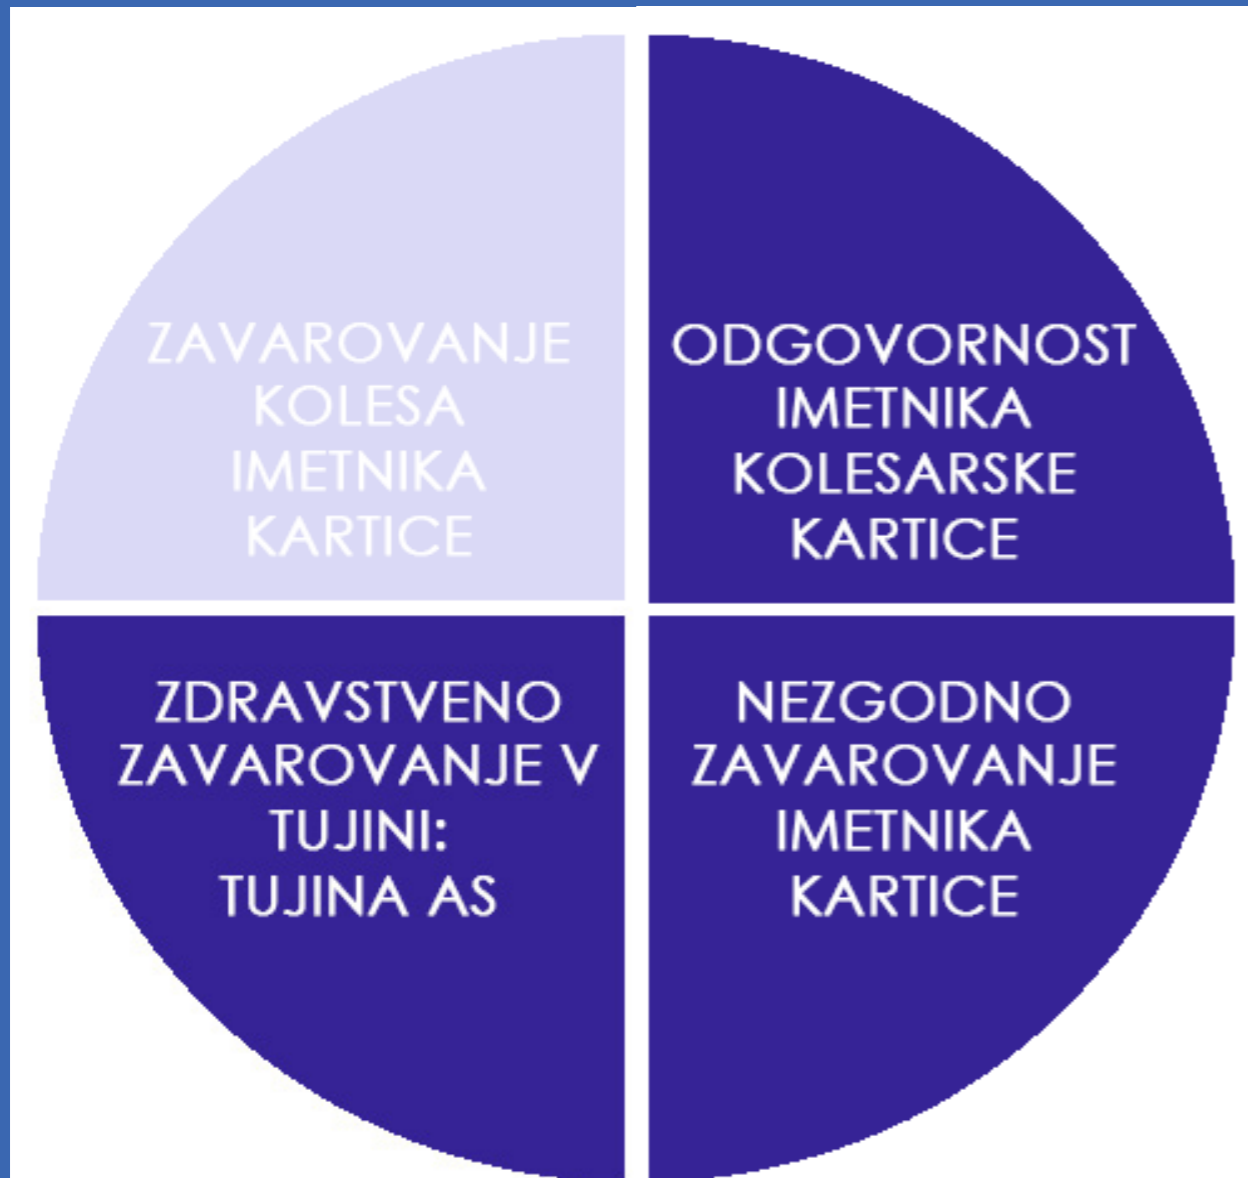 ZAVAROVANJE
KOLESA
IMETNIKA
KARTICE
ODGOVORNOST
IMETNIKA
KOLESARSKE
KARTICE
ZDRAVSTVENO
ZAVAROVANJE V
TUJINI:
TUJINA AS
NEZGODNO
ZAVAROVANJE
IMETNIKA
KARTICE